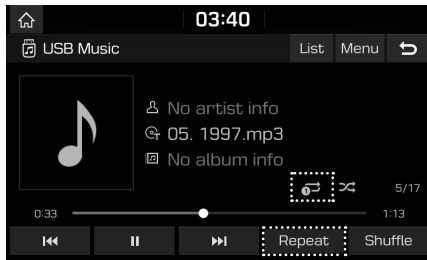 03:40
USB Music List Menu
No artist info
05. 1997.mp3
No album info
5/17
0:33 1:13
Repeat Shuffle